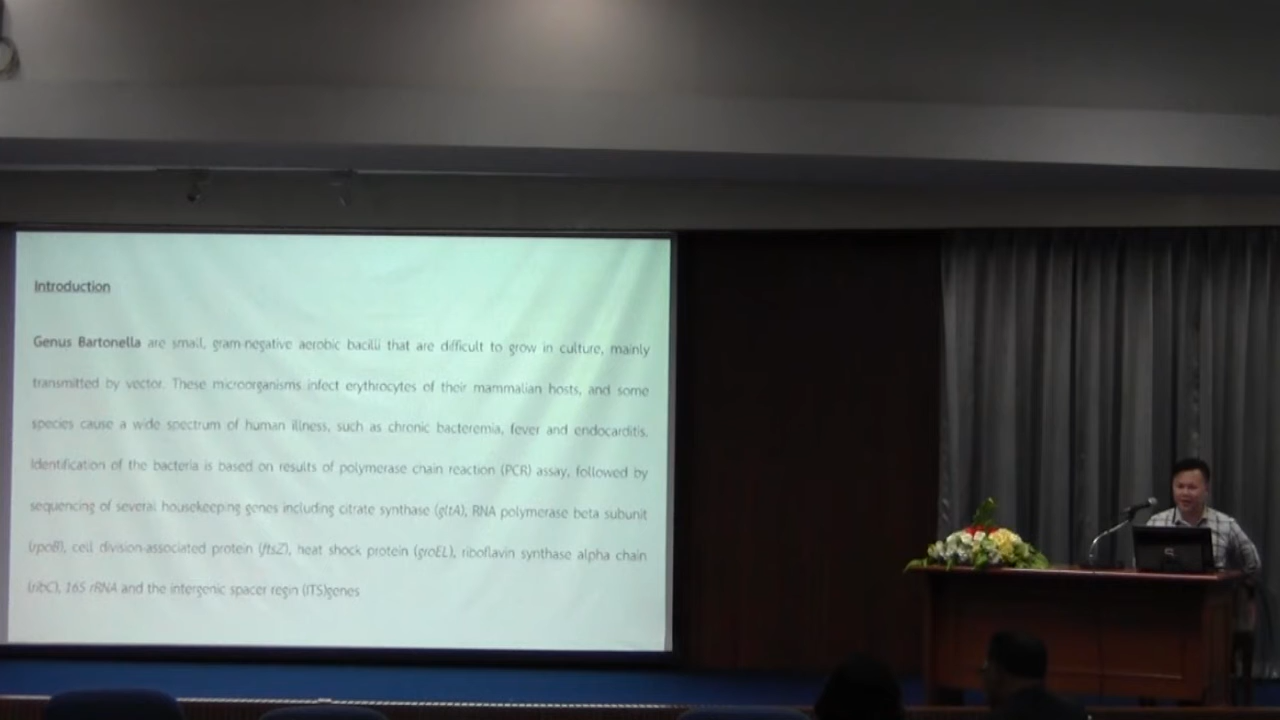 Introduction
Genus Bartonella are small, gram-negative aerobic bacilli that are difficult to grow in culture, mainly
transmitted by vector. These microorganisms infect erythrocytes of their mammalian hosts, and some
species cause a wide spectrum of human illness, such as chronic bacteremia, fever and endocarditis.
Identification of the bacteria is based on results of polymerase chain reaction (PCR) assay, followed by
sequencing of several housekeeping genes including citrate synthase (gltA), RNA polymerase beta subunit
(rpoB), cell division-associated protein (ftsZ), heat shock protein (groEL), riboflavin synthase alpha chain
(ribC), 16S rRNA and the intergenic spacer regin (ITS)genes